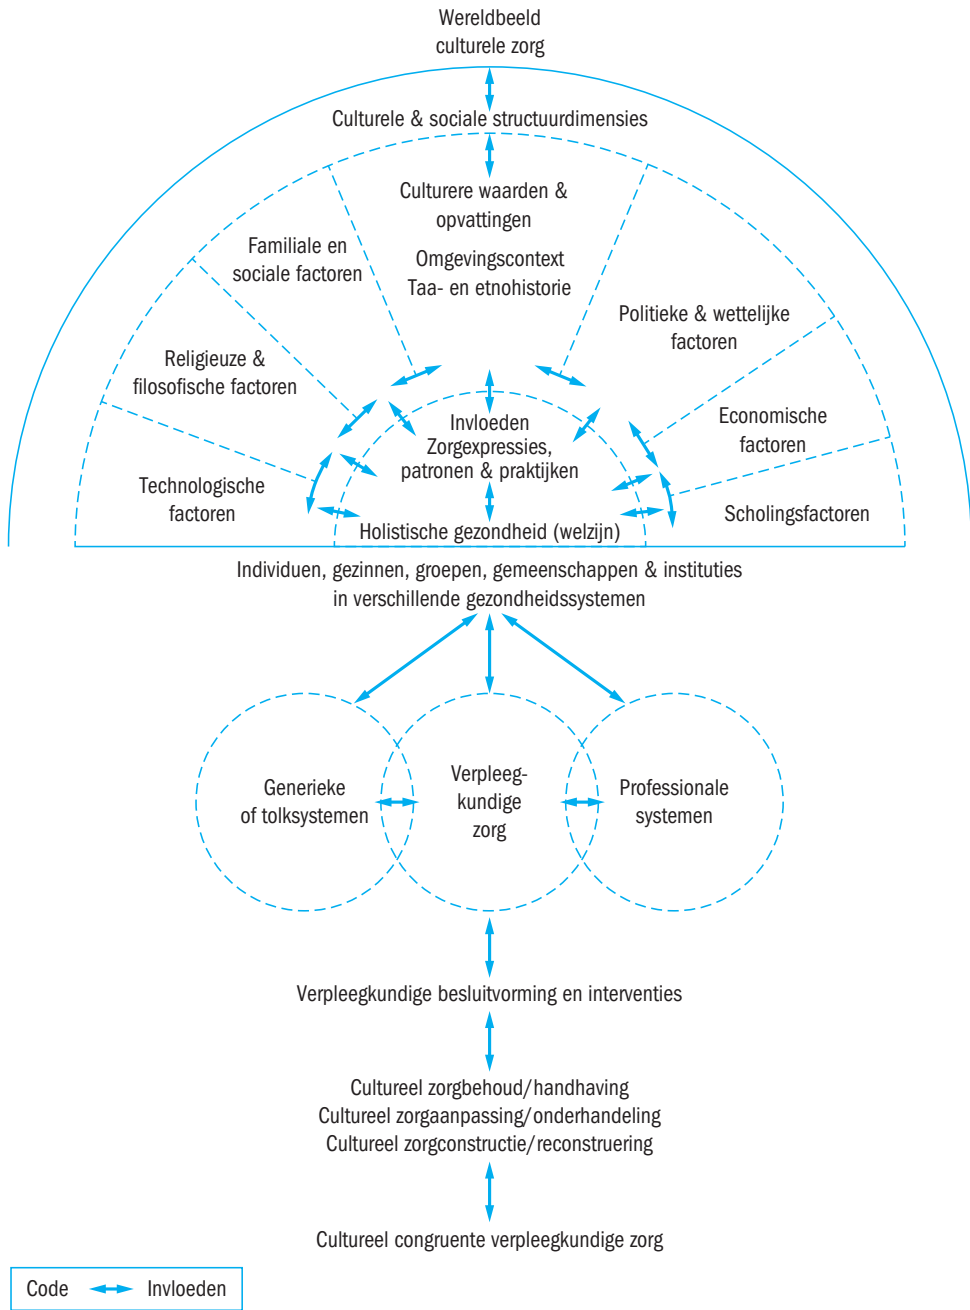 Wereldbeeld
culturele zorg
Culturele & sociale structuurdimensies
Culturere waarden &
opvattingen
Omgevingscontext
Taa- en etnohistorie
Familiale en
sociale factoren
Religieuze &
filosofische factoren
Technologische
factoren
Politieke & wettelijke
factoren
Economische
factoren
Scholingsfactoren
Invloeden
Zorgexpressies,
patronen & praktijken
Holistische gezondheid (welzijn)
Individuen, gezinnen, groepen, gemeenschappen & instituties
in verschillende gezondheidssystemen
Generieke
of tolksystemen
Verpleeg-
kundige
zorg
Professionale
systemen
Verpleegkundige besluitvorming en interventies
Cultureel zorgbehoud/handhaving
Cultureel zorgaanpassing/onderhandeling
Cultureel zorgconstructie/reconstruering
Cultureel congruente verpleegkundige zorg
Code Invloeden